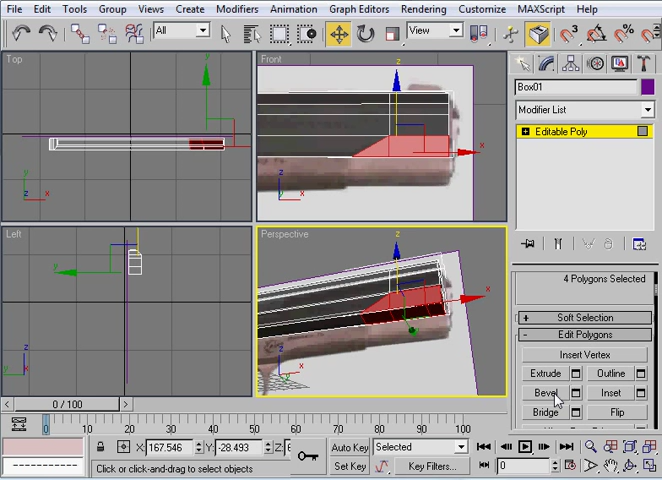 File Edit Tools Group Views Create Modifiers Animation Graph Editors Rendering Customize MAXScript Help
All View
Top Front
Left Perspective
z x y
Box01
Modifier List
Editable Poly
4 Polygons Selected
+ Soft Selection
- Edit Polygons
Insert Vertex
Extrude Outline
Bevel Inset
Bridge Flip
0 / 100
0 10 20 30 40 50 60 70 80 90 100
X: 167.546 Y: -28.493 Z:
Auto Key Selected
Click or click-and-drag to select objects
Set Key Key Filters... 0